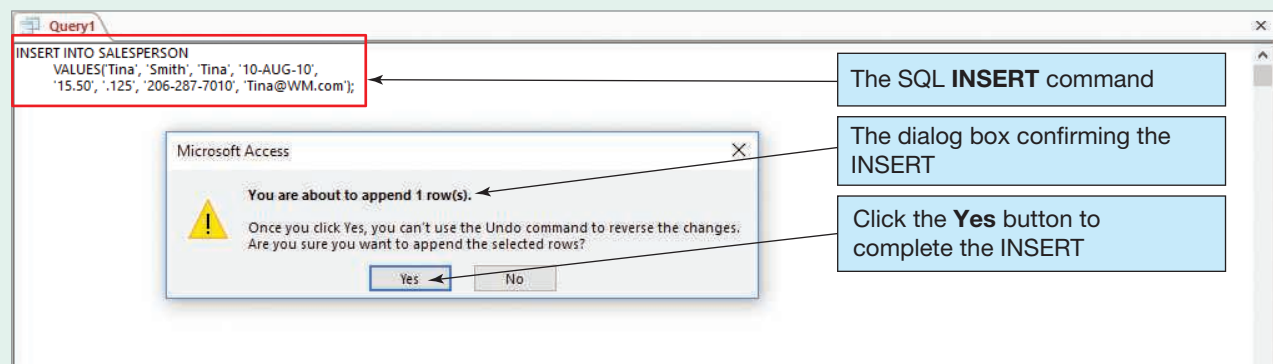 Query1
INSERT INTO SALESPERSON
VALUES('Tina', 'Smith', 'Tina', '10-AUG-10',
'15.50', '.125', '206-287-7010', 'Tina@WM.com');
The SQL INSERT command
Microsoft Access
You are about to append 1 row(s).
Once you click Yes, you can't use the Undo command to reverse the changes.
Are you sure you want to append the selected rows?
Yes
No
The dialog box confirming the
INSERT
Click the Yes button to
complete the INSERT